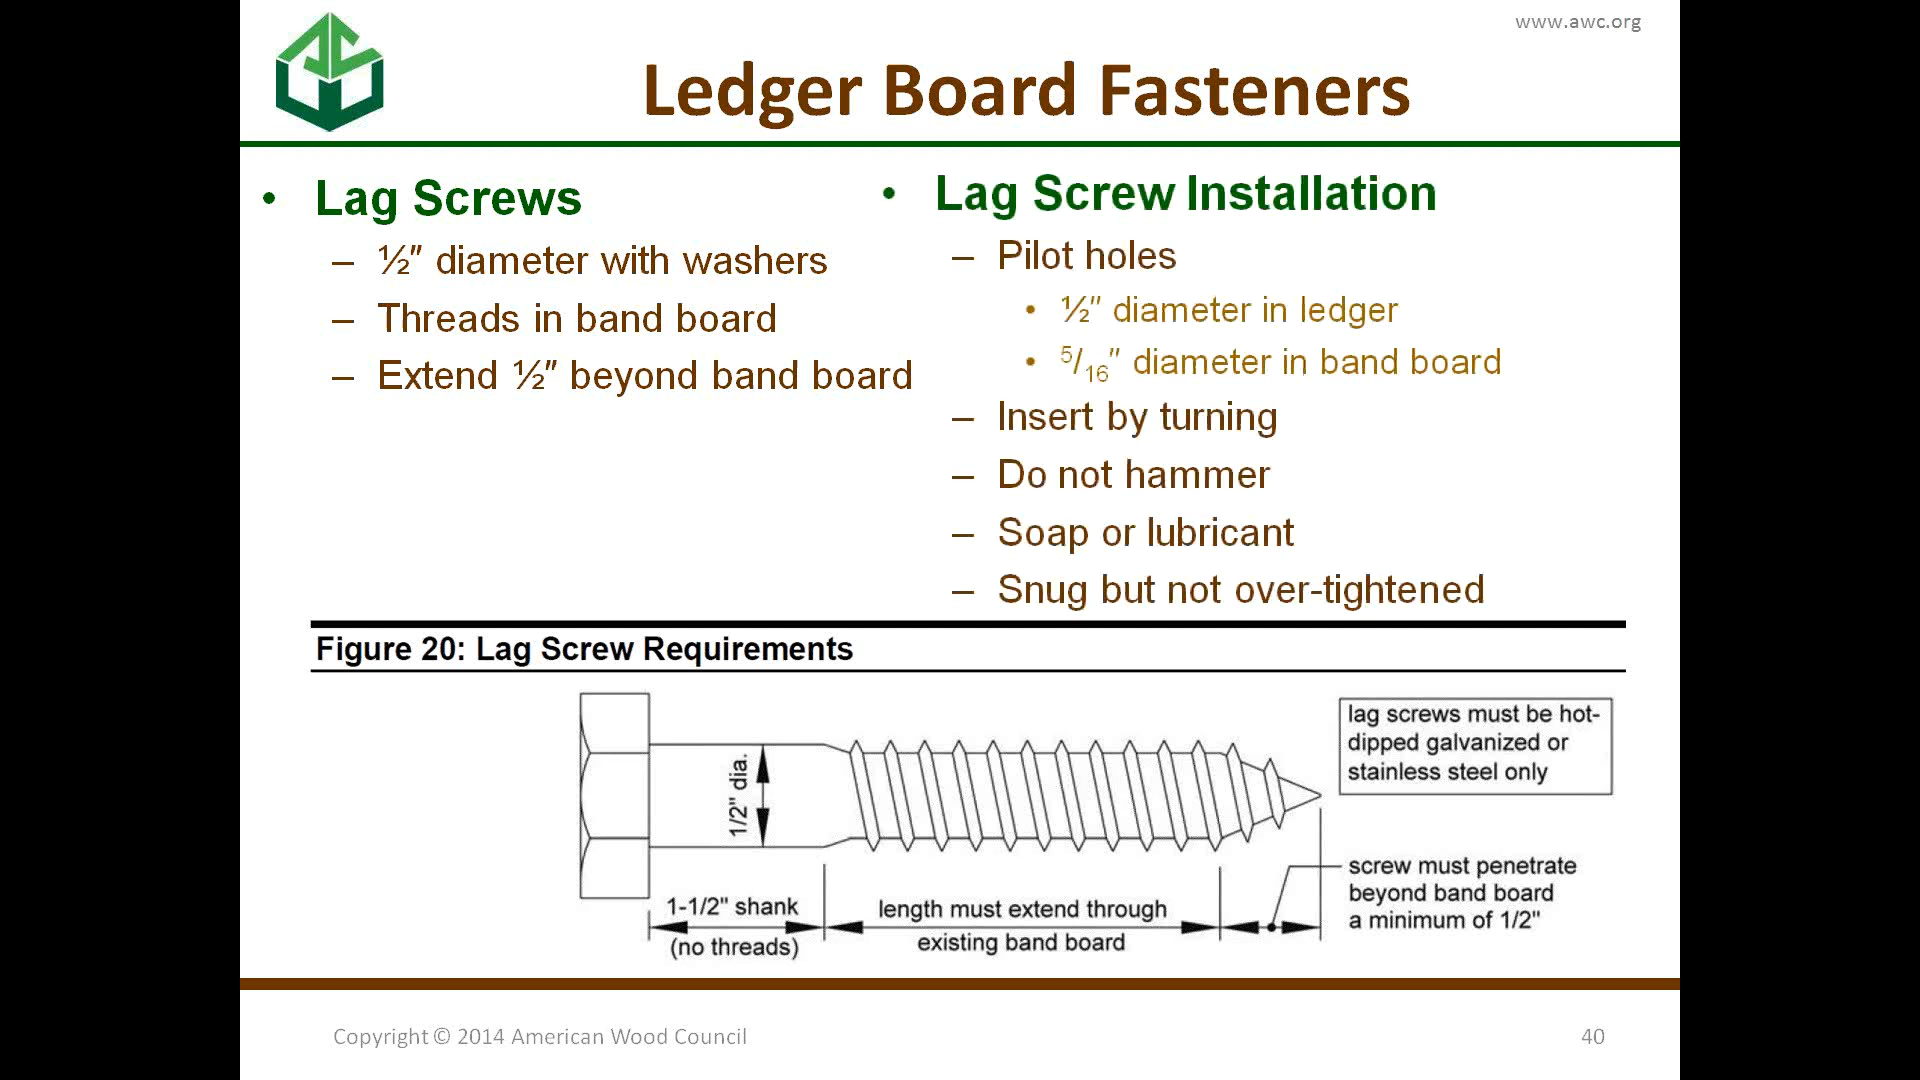 www.awc.org
Ledger Board Fasteners
• Lag Screws
– ½″ diameter with washers
– Threads in band board
– Extend ½″ beyond band board
• Lag Screw Installation
– Pilot holes
• ½″ diameter in ledger
• 5/16″ diameter in band board
– Insert by turning
– Do not hammer
– Soap or lubricant
– Snug but not over-tightened
Figure 20: Lag Screw Requirements
lag screws must be hot-
dipped galvanized or
stainless steel only
1/2" dia.
1-1/2" shank
(no threads)
length must extend through
existing band board
screw must penetrate
beyond band board
a minimum of 1/2"
Copyright © 2014 American Wood Council
40